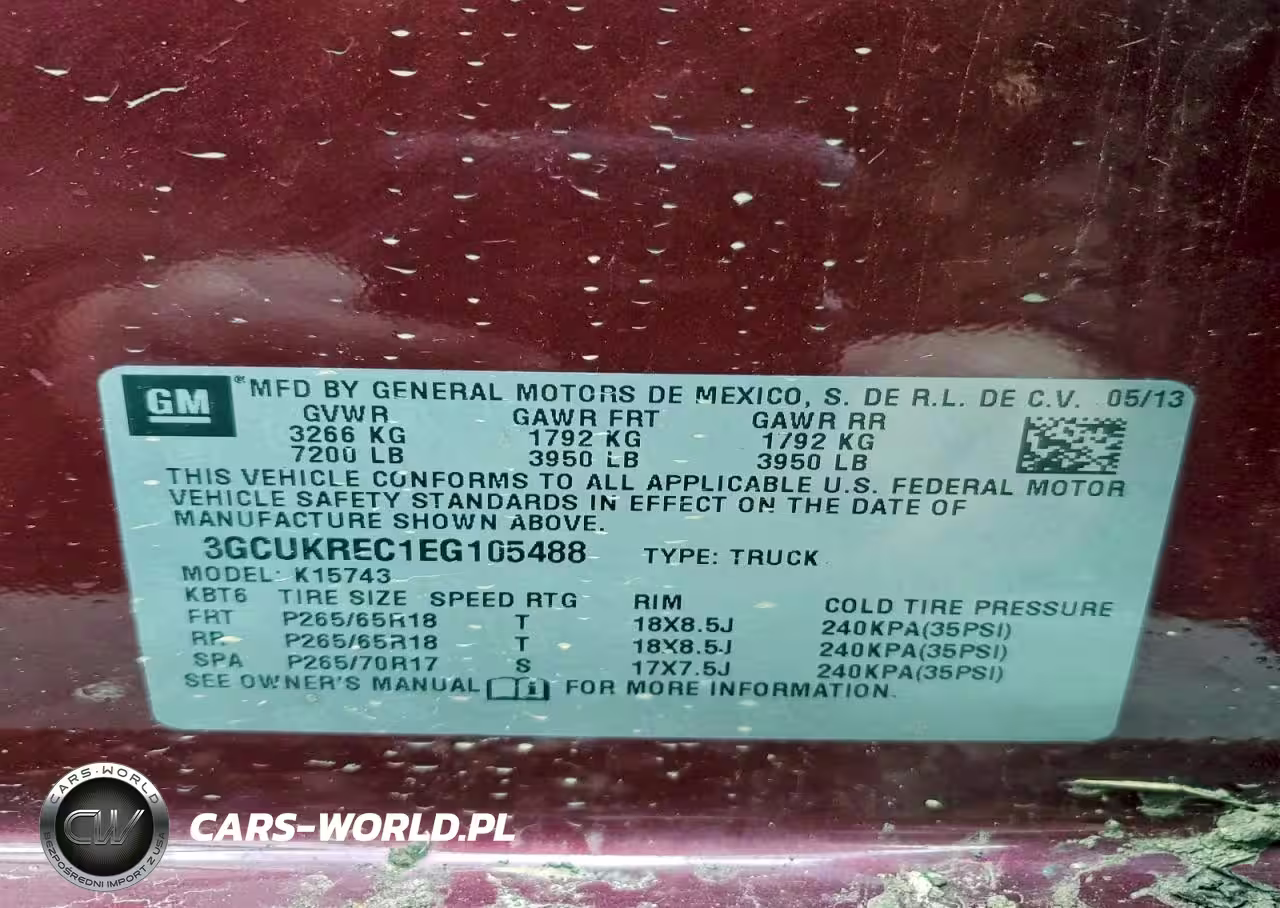 GM ® MFD BY GENERAL MOTORS DE MEXICO, S. DE R.L. DE C.V. 05/13
GVWR GAWR FRT GAWR RR
3266 KG 1792 KG 1792 KG
7200 LB 3950 LB 3950 LB
THIS VEHICLE CONFORMS TO ALL APPLICABLE U.S. FEDERAL MOTOR
VEHICLE SAFETY STANDARDS IN EFFECT ON THE DATE OF
MANUFACTURE SHOWN ABOVE.
3GCUKREC1EG105488 TYPE: TRUCK
MODEL: K15743
KBT6 TIRE SIZE SPEED RTG RIM COLD TIRE PRESSURE
FRT P265/65R18 T 18X8.5J 240KPA(35PSI)
RR P265/65R18 T 18X8.5J 240KPA(35PSI)
SPA P265/70R17 S 17X7.5J 240KPA(35PSI)
SEE OWNER'S MANUAL FOR MORE INFORMATION.
CARS-WORLD
CW
BEZPOŚREDNI IMPORT Z USA
CARS-WORLD.PL